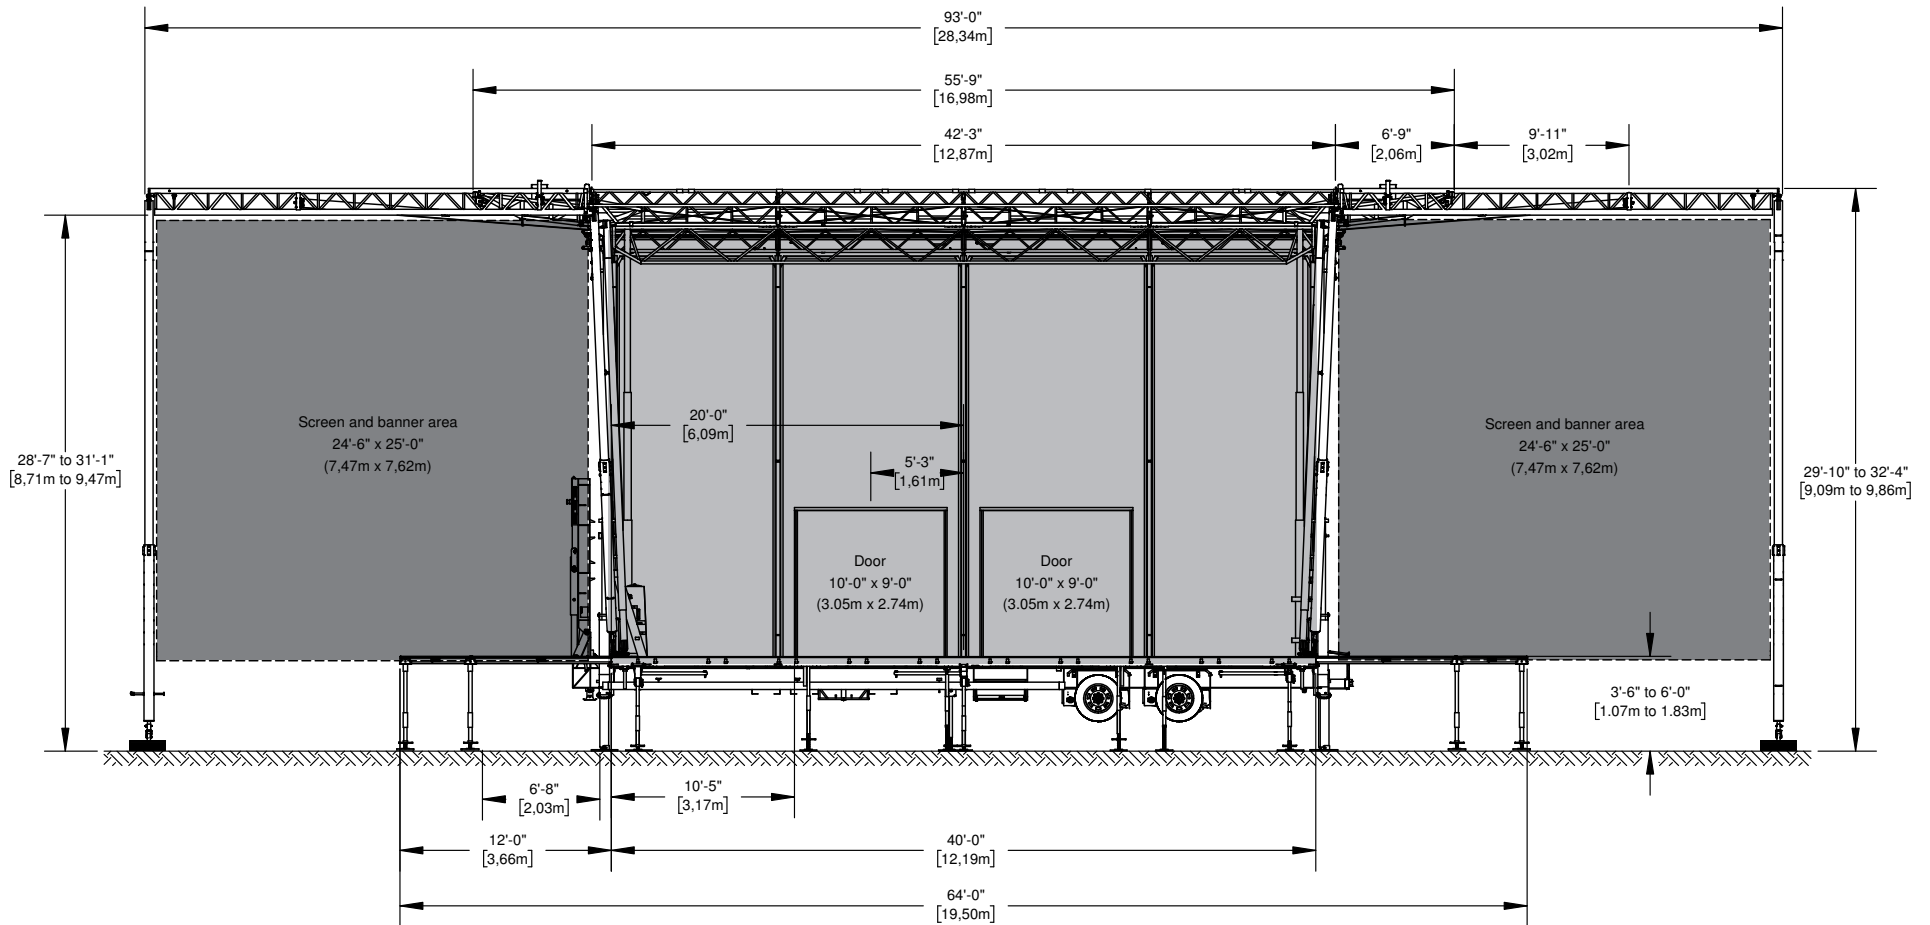 93'-0"
[28,34m]
55'-9"
[16,98m]
42'-3"
[12,87m]
6'-9"
[2,06m]
9'-11"
[3,02m]
Screen and banner area
24'-6" x 25'-0"
(7,47m x 7,62m)
20'-0"
[6,09m]
5'-3"
[1,61m]
Screen and banner area
24'-6" x 25'-0"
(7,47m x 7,62m)
28'-7" to 31'-1"
[8,71m to 9,47m]
29'-10" to 32'-4"
[9,09m to 9,86m]
Door
10'-0" x 9'-0"
(3.05m x 2.74m)
Door
10'-0" x 9'-0"
(3.05m x 2.74m)
3'-6" to 6'-0"
[1.07m to 1.83m]
6'-8"
[2,03m]
10'-5"
[3,17m]
12'-0"
[3,66m]
40'-0"
[12,19m]
64'-0"
[19,50m]